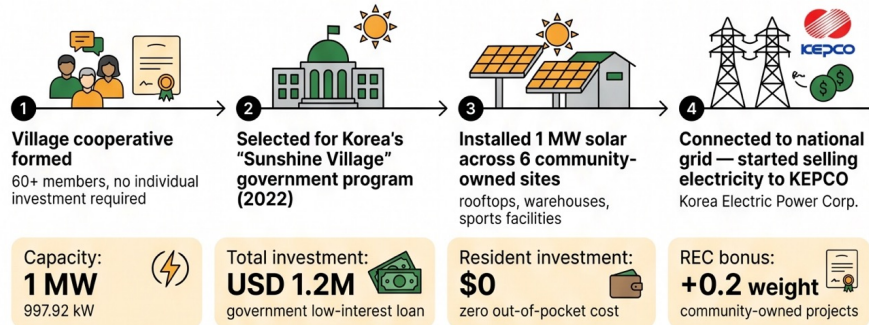 KEPCO
1
Village cooperative
formed
60+ members, no individual
investment required
2
Selected for Korea's
“Sunshine Village”
government program
(2022)
3
Installed 1 MW solar
across 6 community-
owned sites
rooftops, warehouses,
sports facilities
4
Connected to national
grid — started selling
electricity to KEPCO
Korea Electric Power Corp.
Capacity:
1 MW
997.92 kW
Total investment:
USD 1.2M
government low-interest loan
Resident investment:
$0
zero out-of-pocket cost
REC bonus:
+0.2 weight
community-owned projects